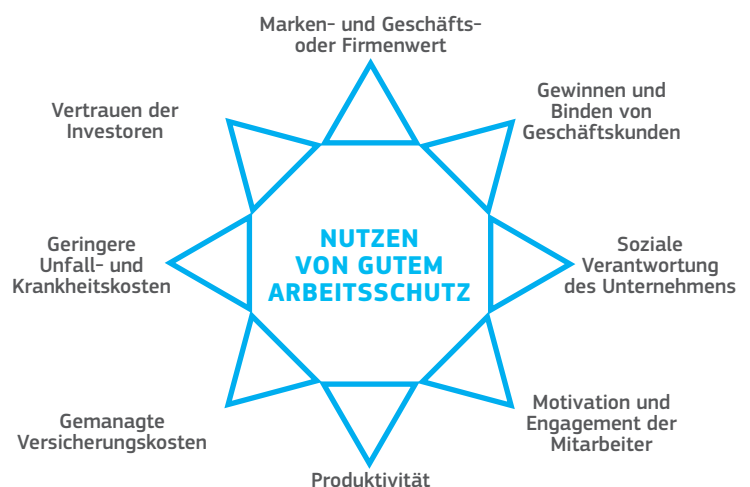 Marken- und Geschäfts-
oder Firmenwert
Gewinnen und
Binden von
Geschäftskunden
Soziale
Verantwortung
des Unternehmens
Motivation und
Engagement der
Mitarbeiter
Produktivität
Gemanagte
Versicherungskosten
Geringere
Unfall- und
Krankheitskosten
Vertrauen der
Investoren
NUTZEN
VON GUTEM
ARBEITSSCHUTZ